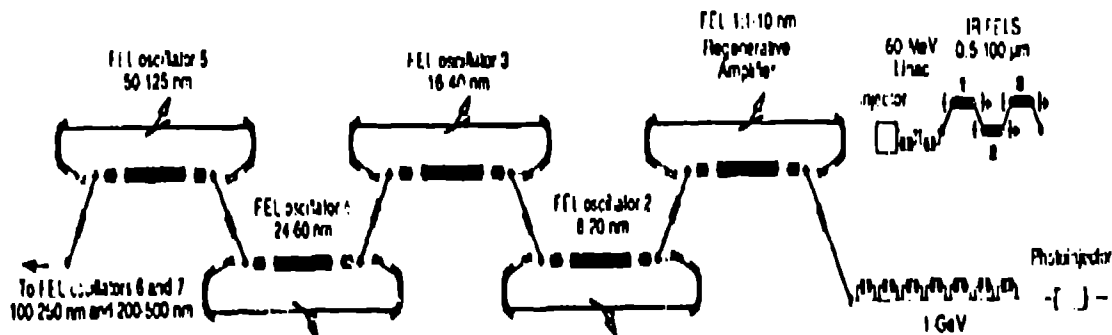 FEL oscillator 5
50-125 nm
FEL oscillator 3
16-40 nm
FEL 1:1-10 nm
Regenerative
Amplifier
60 MeV
Linac
IR FELS
0.5-100 µm
Injector
1
3
2
FEL oscillator 4
24-60 nm
FEL oscillator 2
8-20 nm
To FEL oscillators 6 and 7
100-250 nm and 200-500 nm
Photoinjector
1 GeV